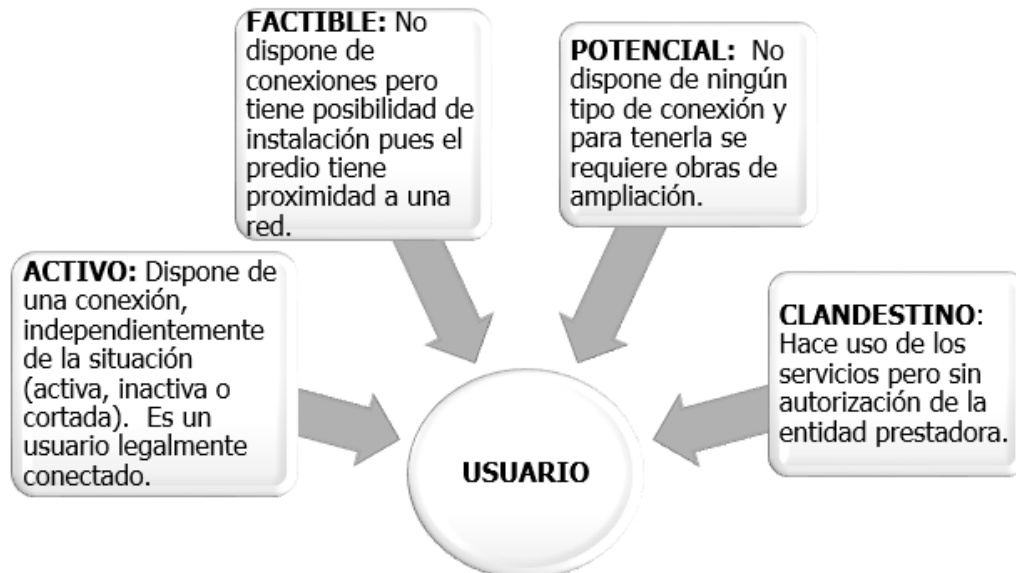 FACTIBLE: No
dispone de
conexiones pero
tiene posibilidad de
instalación pues el
predio tiene
proximidad a una
red.
POTENCIAL:  No
dispone de ningún
tipo de conexión y
para tenerla se
requiere obras de
ampliación.
ACTIVO: Dispone de
una conexión,
independientemente
de la situación
(activa, inactiva o
cortada).  Es un
usuario legalmente
conectado.
CLANDESTINO:
Hace uso de los
servicios pero sin
autorización de la
entidad prestadora.
USUARIO